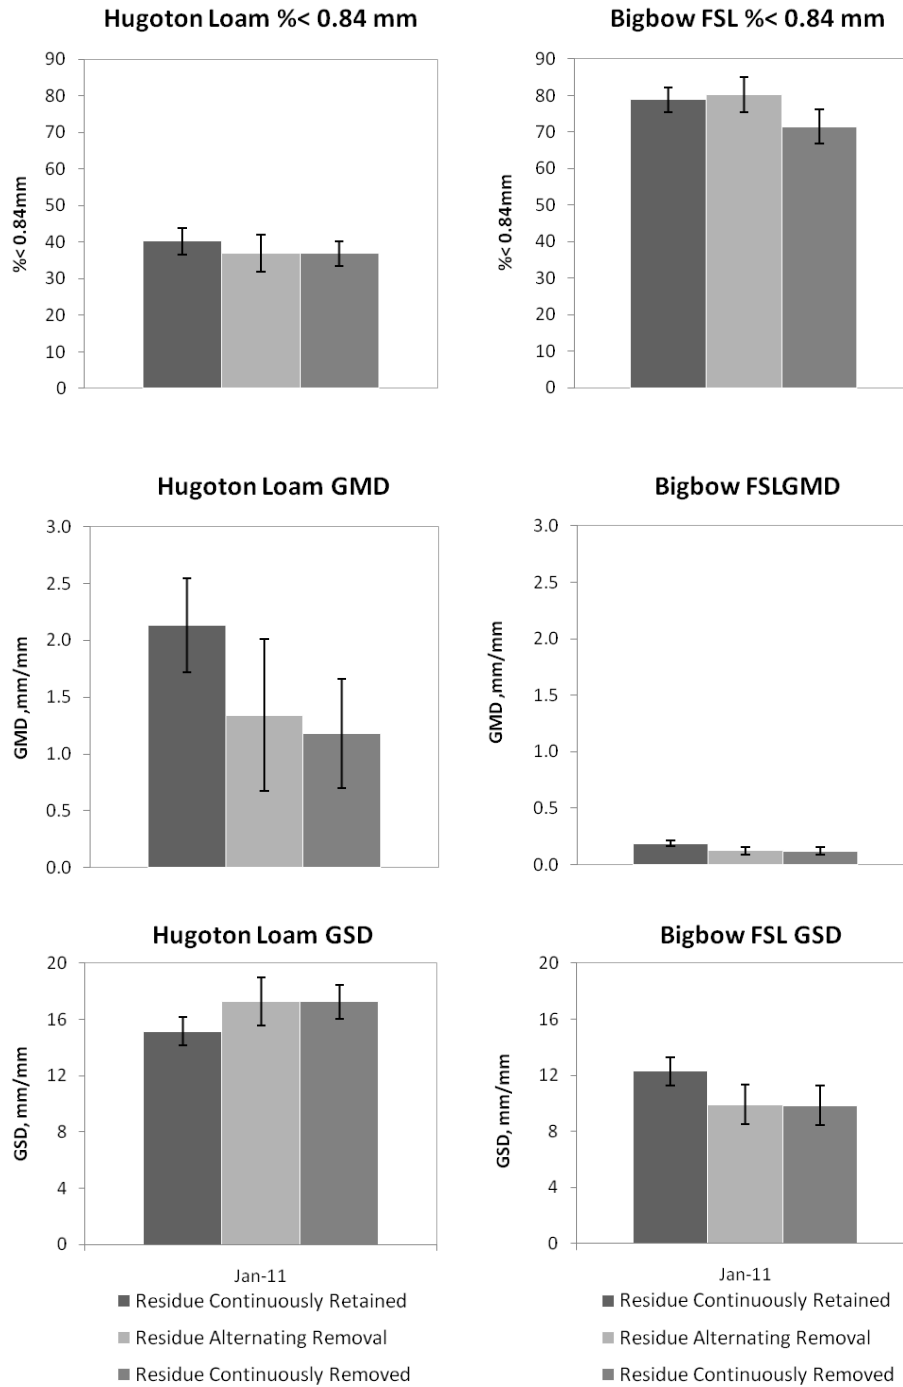 Hugoton Loam %< 0.84 mm
90
80
70
60
50
40
30
20
10
0
%< 0.84mm
Bigbow FSL %< 0.84 mm
90
80
70
60
50
40
30
20
10
0
%< 0.84mm
Hugoton Loam GMD
3.0
2.5
2.0
1.5
1.0
0.5
0.0
GMD ,mm/mm
Bigbow FSLGMD
3.0
2.5
2.0
1.5
1.0
0.5
0.0
GMD ,mm/mm
Hugoton Loam GSD
20
16
12
8
4
0
GSD, mm/mm
Jan-11
Residue Continuously Retained
Residue Alternating Removal
Residue Continuously Removed
Bigbow FSL GSD
20
16
12
8
4
0
GSD, mm/mm
Jan-11
Residue Continuously Retained
Residue Alternating Removal
Residue Continuously Removed